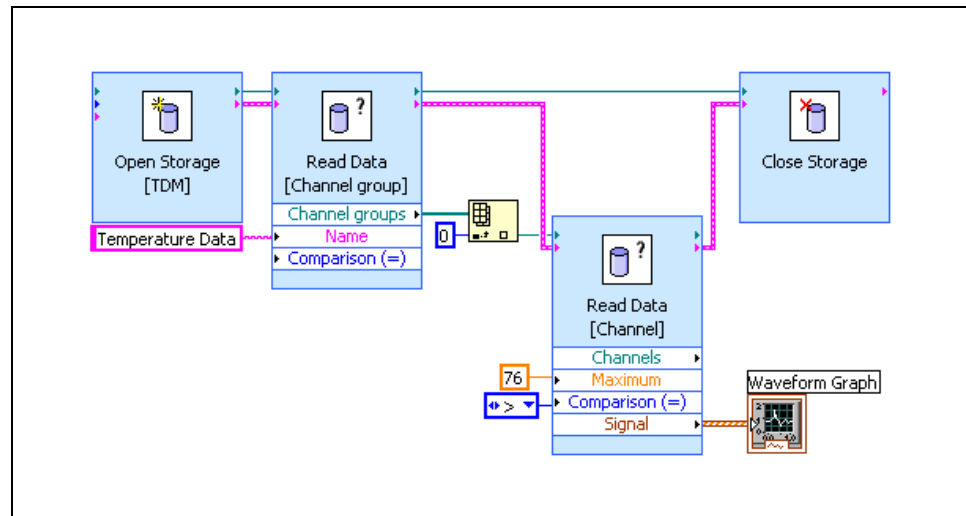 Open Storage
[TDM]
?
Read Data
[Channel group]
Channel groups
Name
Comparison (=)
Temperature Data
0
?
Read Data
[Channel]
Channels
Maximum
Comparison (=)
Signal
76
>
Close Storage
Waveform Graph